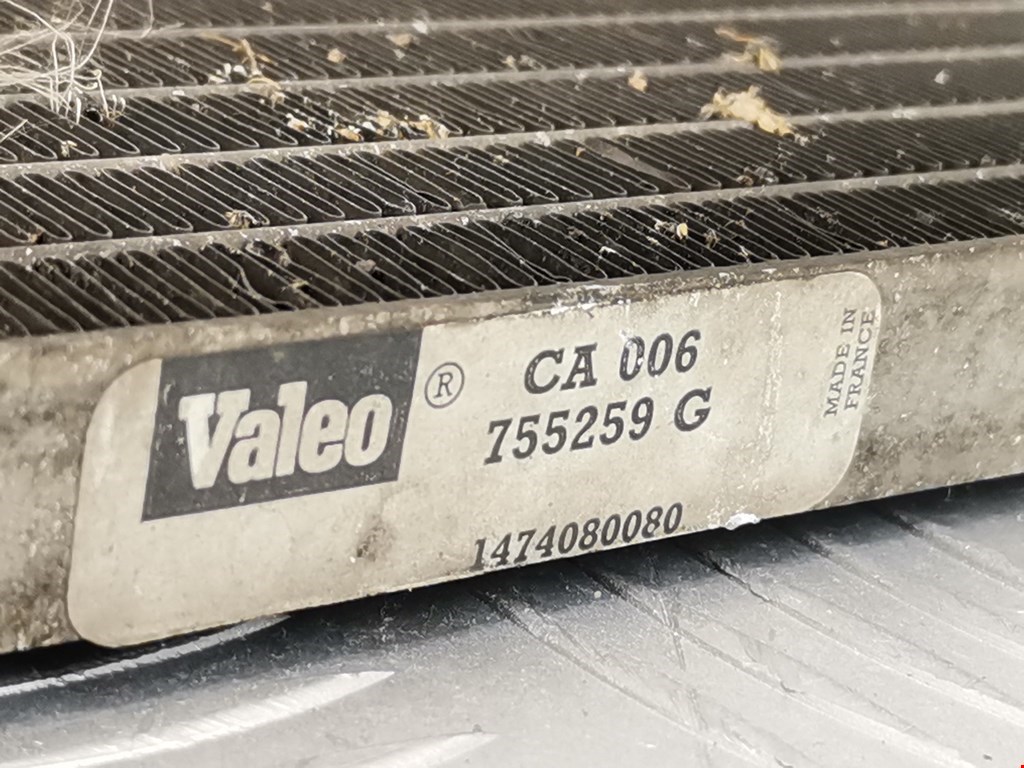 Valeo ®
CA 006
755259 G
1474080080
MADE IN
FRANCE